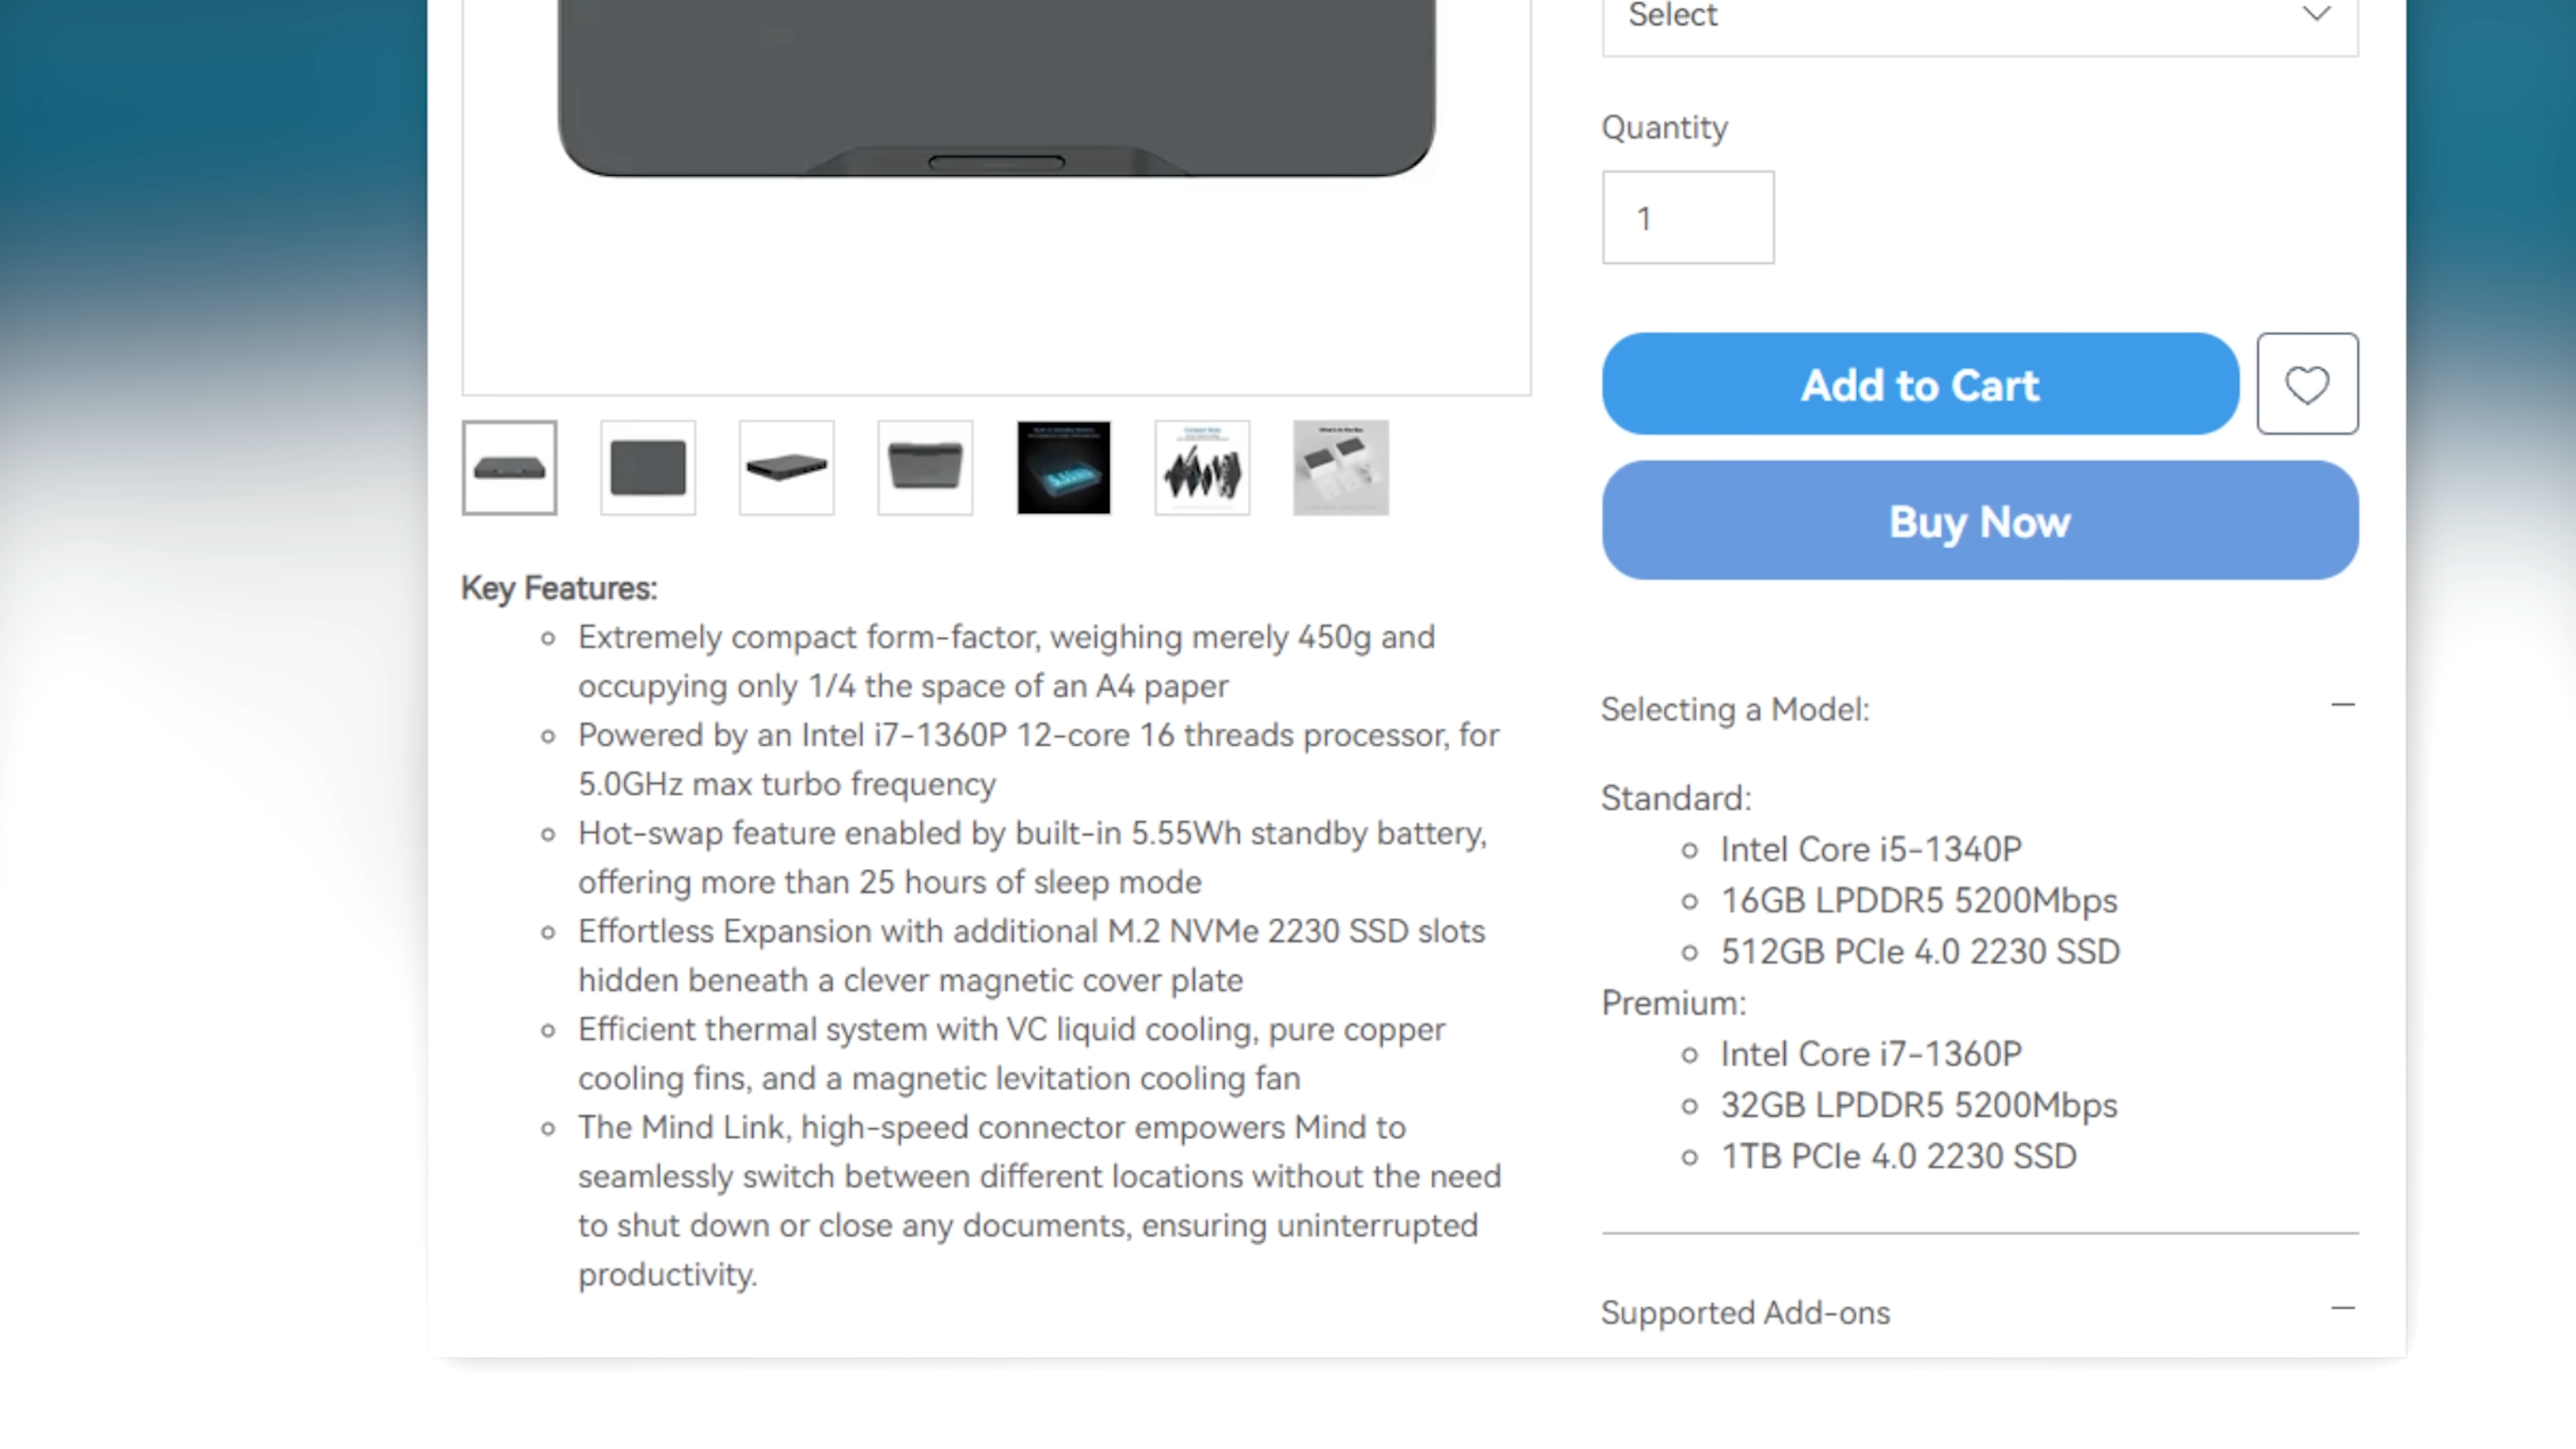 Select
Quantity
1
Add to Cart
Buy Now
Key Features:
Extremely compact form-factor, weighing merely 450g and
occupying only 1/4 the space of an A4 paper
Powered by an Intel i7-1360P 12-core 16 threads processor, for
5.0GHz max turbo frequency
Hot-swap feature enabled by built-in 5.55Wh standby battery,
offering more than 25 hours of sleep mode
Effortless Expansion with additional M.2 NVMe 2230 SSD slots
hidden beneath a clever magnetic cover plate
Efficient thermal system with VC liquid cooling, pure copper
cooling fins, and a magnetic levitation cooling fan
The Mind Link, high-speed connector empowers Mind to
seamlessly switch between different locations without the need
to shut down or close any documents, ensuring uninterrupted
productivity.
Selecting a Model:
Standard:
Intel Core i5-1340P
16GB LPDDR5 5200Mbps
512GB PCIe 4.0 2230 SSD
Premium:
Intel Core i7-1360P
32GB LPDDR5 5200Mbps
1TB PCIe 4.0 2230 SSD
Supported Add-ons